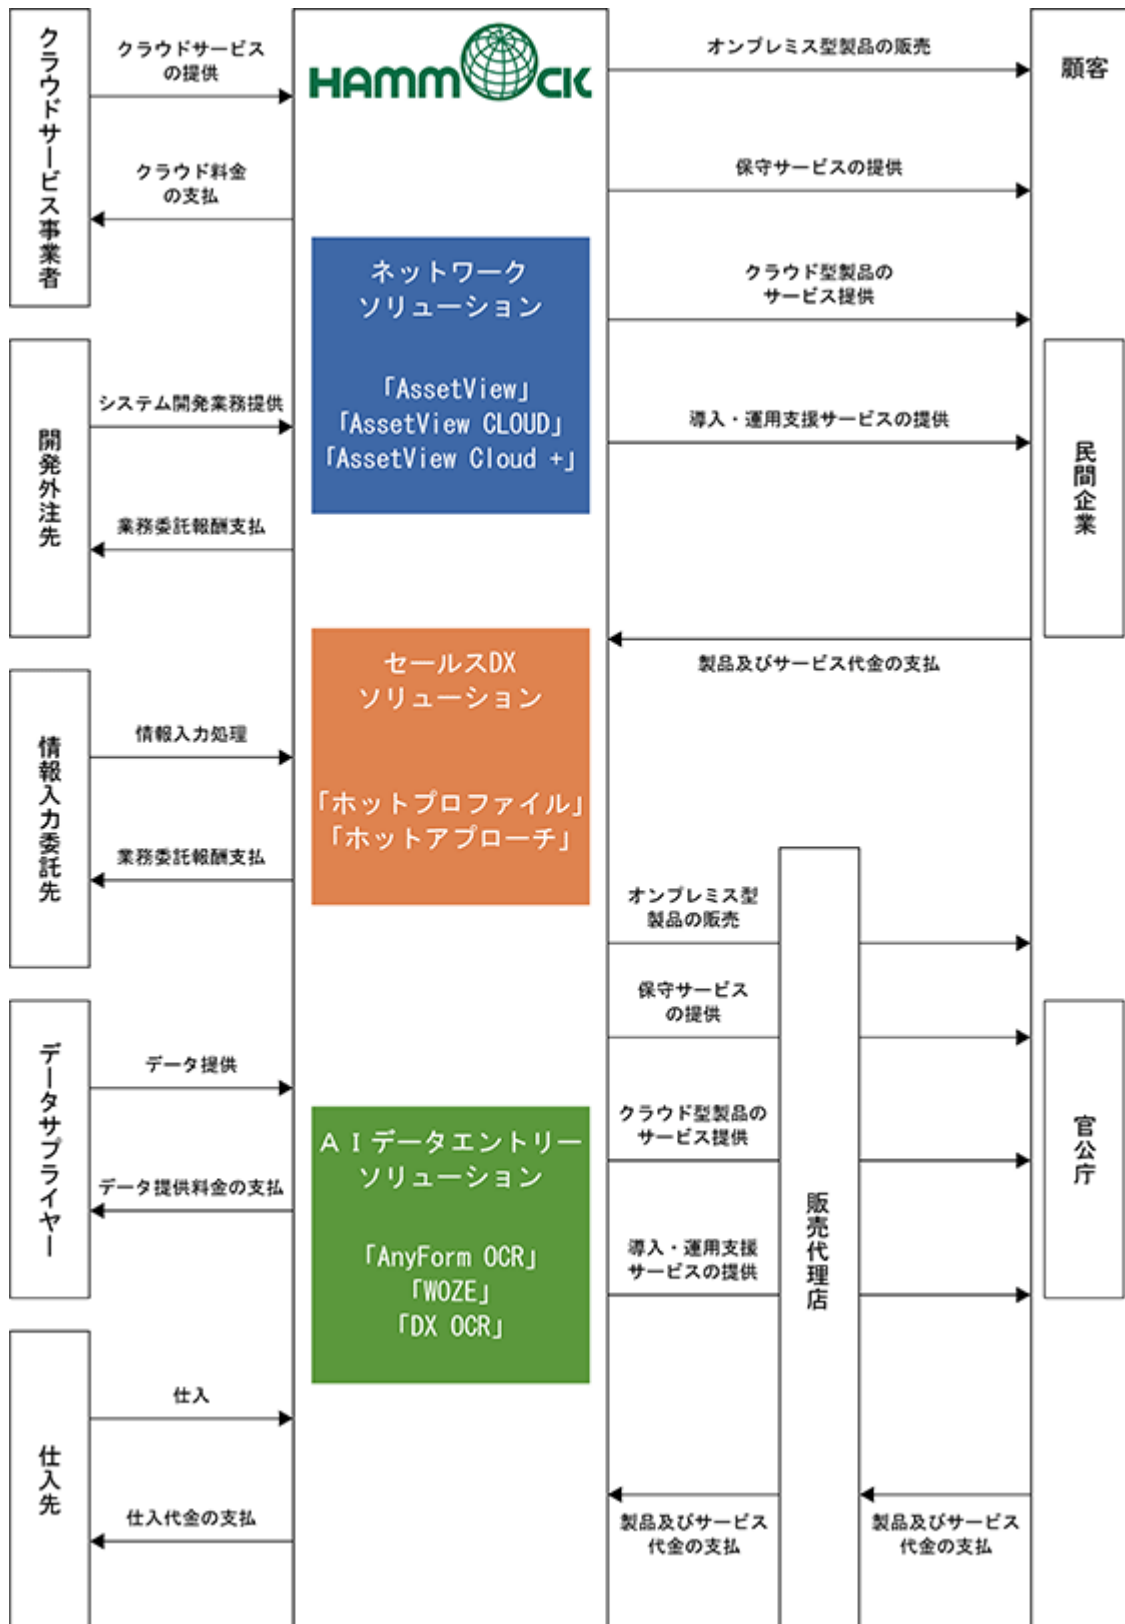 クラウドサービス事業者
クラウドサービス
の提供
クラウド料金
の支払
開発外注先
システム開発業務提供
業務委託報酬支払
情報入力委託先
情報入力処理
業務委託報酬支払
データサプライヤー
データ提供
データ提供料金の支払
仕入先
仕入
仕入代金の支払
HAMMOCK
ネットワーク
ソリューション
「AssetView」
「AssetView CLOUD」
「AssetView Cloud +」
セールスDX
ソリューション
「ホットプロファイル」
「ホットアプローチ」
AIデータエントリー
ソリューション
「AnyForm OCR」
「WOZE」
「DX OCR」
オンプレミス型製品の販売
保守サービスの提供
クラウド型製品の
サービス提供
導入・運用支援サービスの提供
製品及びサービス代金の支払
オンプレミス型
製品の販売
保守サービス
の提供
クラウド型製品の
サービス提供
導入・運用支援
サービスの提供
製品及びサービス
代金の支払
販売代理店
製品及びサービス
代金の支払
顧客
民間企業
官公庁